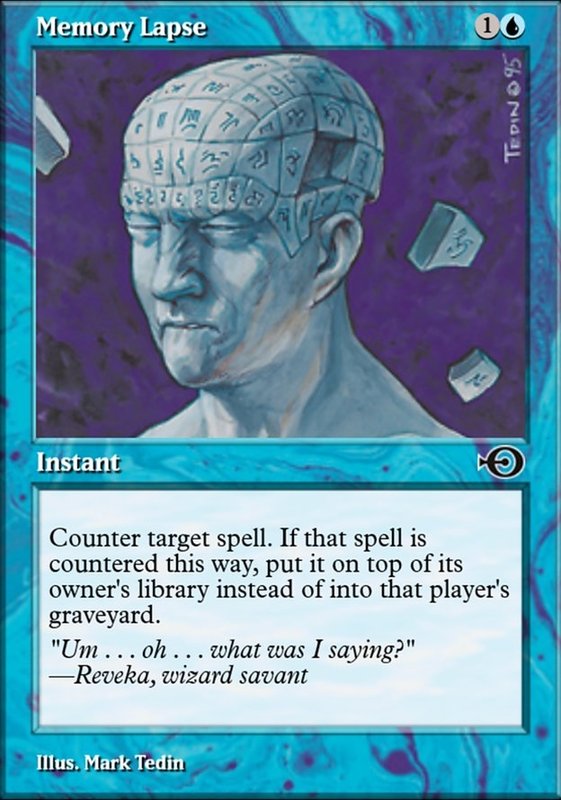 Memory Lapse
1
TEDIN 95
Instant
Counter target spell. If that spell is
countered this way, put it on top of its
owner's library instead of into that player's
graveyard.
"Um . . . oh . . . what was I saying?"
—Reveka, wizard savant
Illus. Mark Tedin